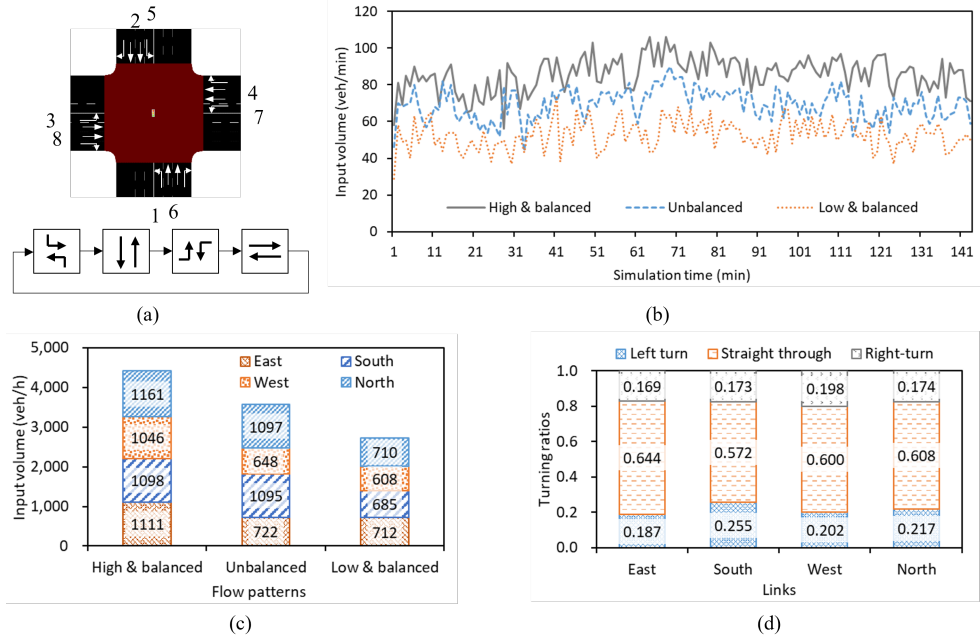 2 5
4
3
7
8
1 6
(a)
Input volume (veh/min)
120
100
80
60
40
20
0
High & balanced Unbalanced Low & balanced
1 11 21 31 41 51 61 71 81 91 101 111 121 131 141
Simulation time (min)
(b)
Input volume (veh/h)
5,000
4,000
3,000
2,000
1,000
0
East South
West North
1161
1046
1098
1111
1097
648
1095
722
710
608
685
712
High & balanced Unbalanced Low & balanced
Flow patterns
(c)
Left turn Straight through Right-turn
Turning ratios
1.0
0.8
0.6
0.4
0.2
0.0
0.169 0.173 0.198 0.174
0.644 0.572 0.600 0.608
0.187 0.255 0.202 0.217
East South West North
Links
(d)